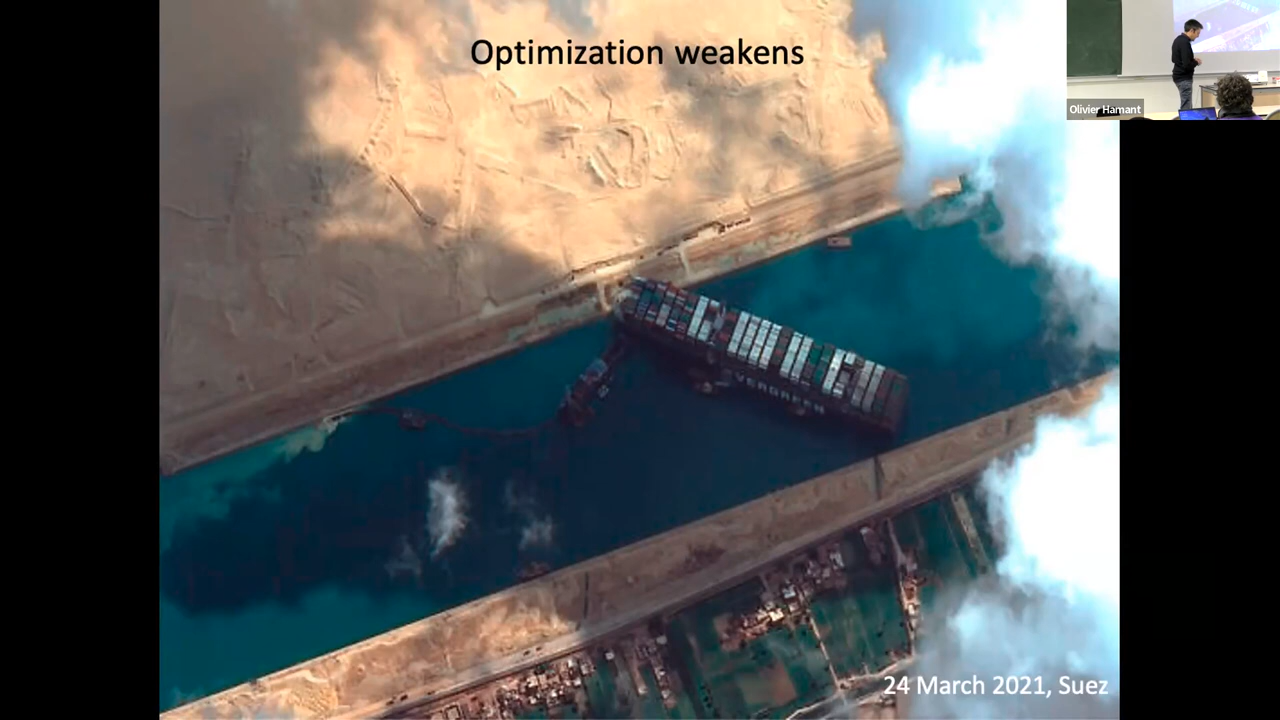 Optimization weakens
Olivier Hamant
EVERGREEN
24 March 2021, Suez